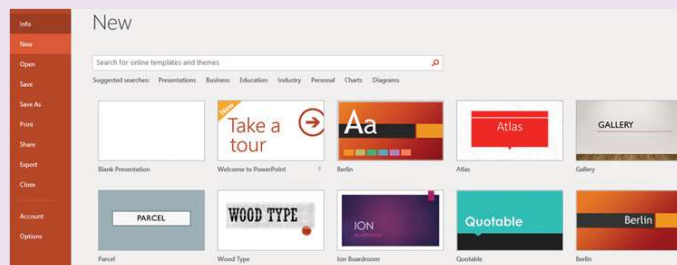 Info
New
Open
Save
Save As
Print
Share
Export
Close
Account
Options
New
Search for online templates and themes
Suggested searches: Presentations Business Education Industry Personal Charts Diagrams
New
Take a tour
Aa
Atlas
GALLERY
Blank Presentation Welcome to PowerPoint Berlin Atlas Gallery
PARCEL
WOOD TYPE
ION
Quotable
Berlin
Parcel Wood Type Ion Boardroom Quotable Berlin